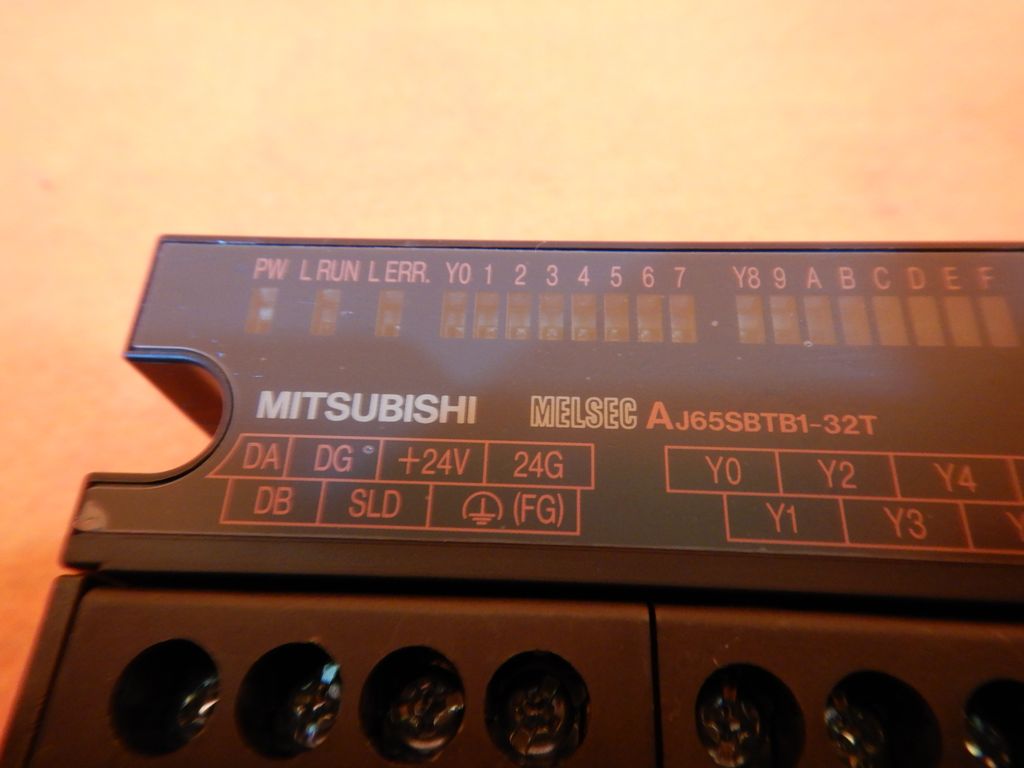 PW L RUN L ERR. Y0 1 2 3 4 5 6 7 Y8 9 A B C D E F
MITSUBISHI MELSEC AJ65SBTB1-32T
DA DG +24V 24G Y0 Y2 Y4
DB SLD (FG) Y1 Y3 Y